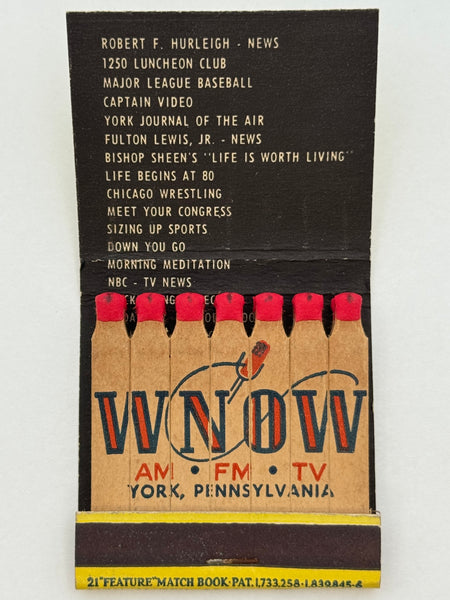 ROBERT F. HURLEIGH - NEWS
1250 LUNCHEON CLUB
MAJOR LEAGUE BASEBALL
CAPTAIN VIDEO
YORK JOURNAL OF THE AIR
FULTON LEWIS, JR. - NEWS
BISHOP SHEEN'S "LIFE IS WORTH LIVING"
LIFE BEGINS AT 80
CHICAGO WRESTLING
MEET YOUR CONGRESS
SIZING UP SPORTS
DOWN YOU GO
MORNING MEDITATION
NBC - TV NEWS
WNOW
AM • FM • TV
YORK, PENNSYLVANIA
21 "FEATURE" MATCH BOOK • PAT. 1,733,258 - 1,839,845-6